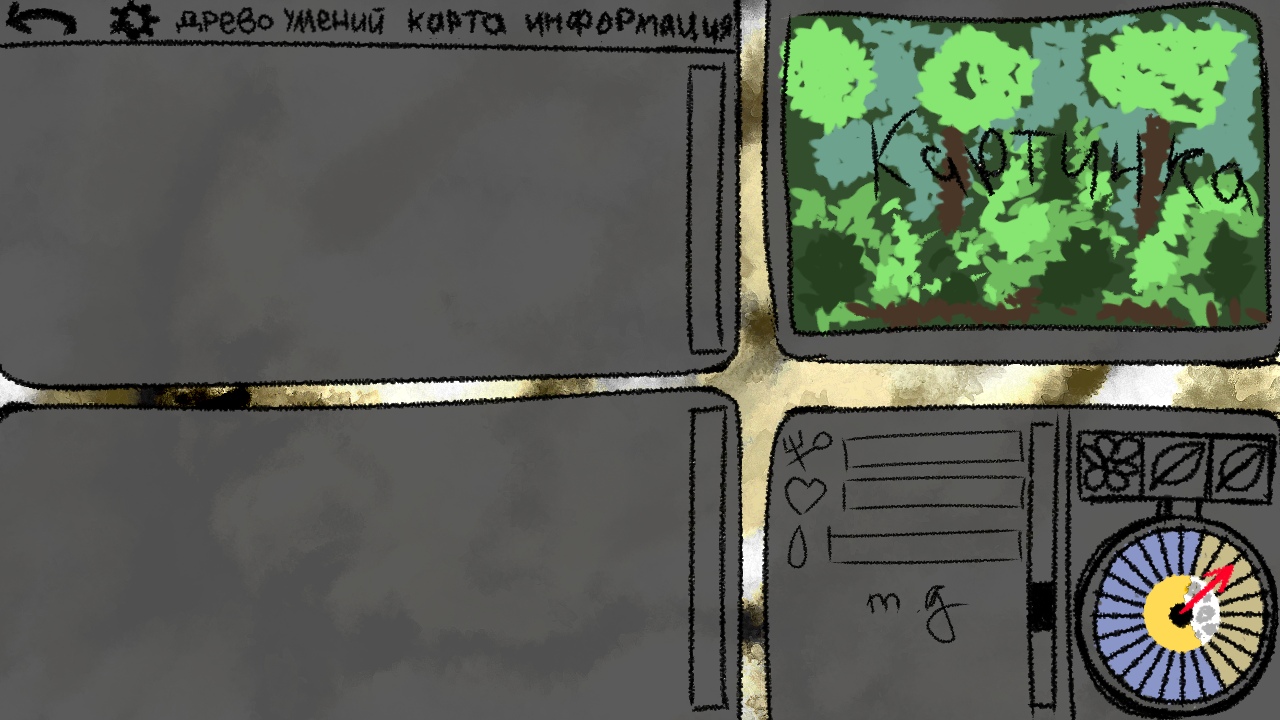 древо умений карта информация
Картинка
т.д